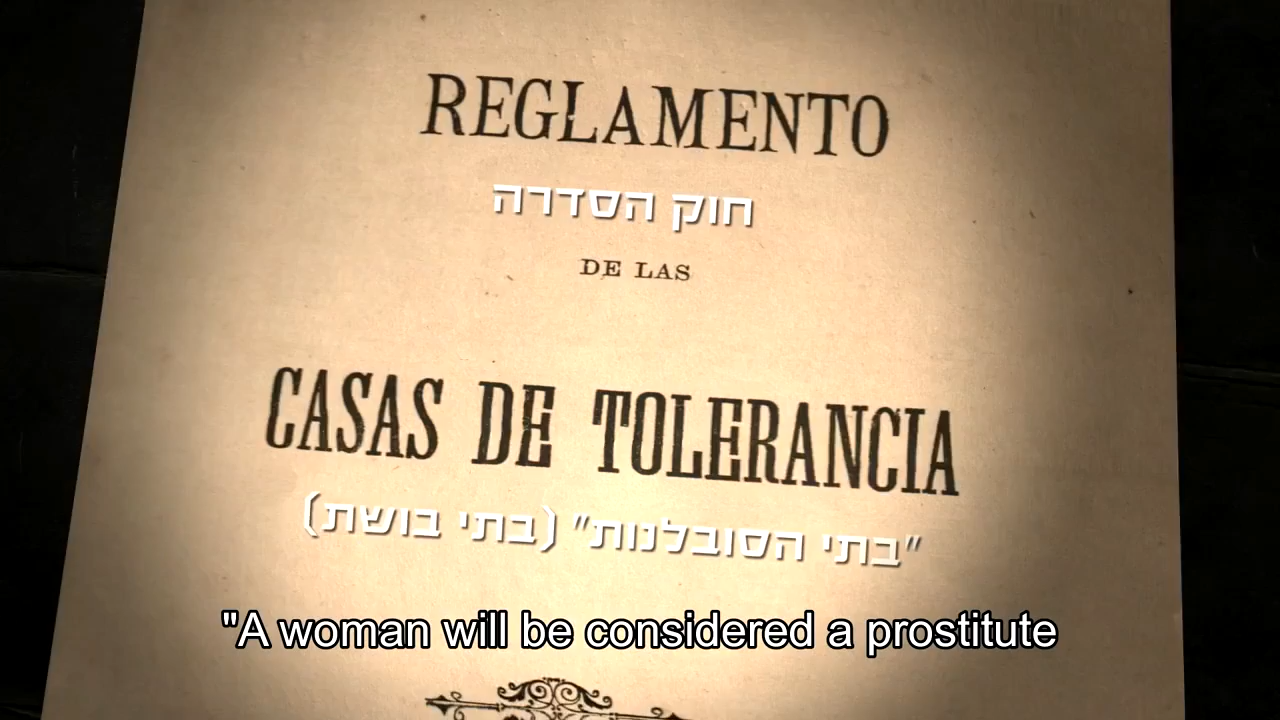 REGLAMENTO
חוק הסדרה
DE LAS
CASAS DE TOLERANCIA
"בתי הסובלנות" (בתי בושת)
"A woman will be considered a prostitute